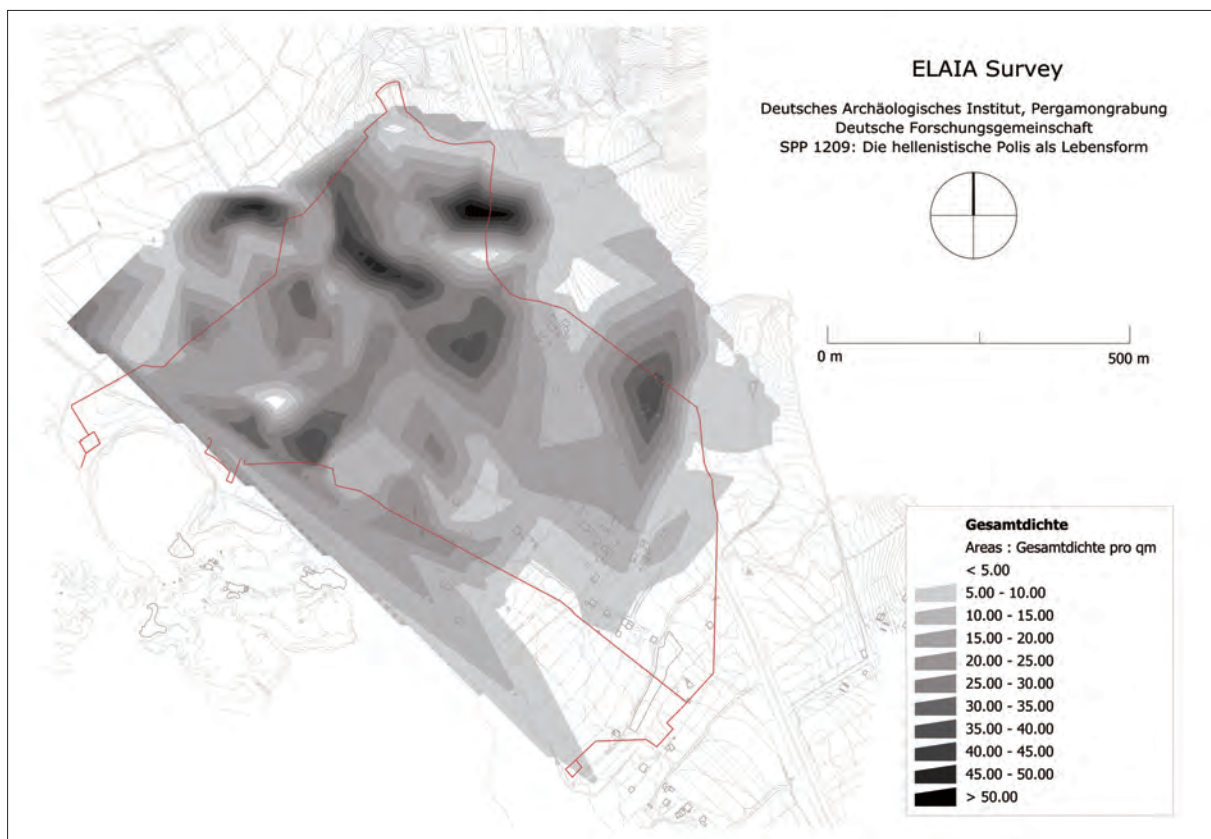 ELAIA Survey
Deutsches Archäologisches Institut, Pergamongrabung
Deutsche Forschungsgemeinschaft
SPP 1209: Die hellenistische Polis als Lebensform
0 m 500 m
Gesamtdichte
Areas : Gesamtdichte pro qm
< 5.00
5.00 - 10.00
10.00 - 15.00
15.00 - 20.00
20.00 - 25.00
25.00 - 30.00
30.00 - 35.00
35.00 - 40.00
40.00 - 45.00
45.00 - 50.00
> 50.00